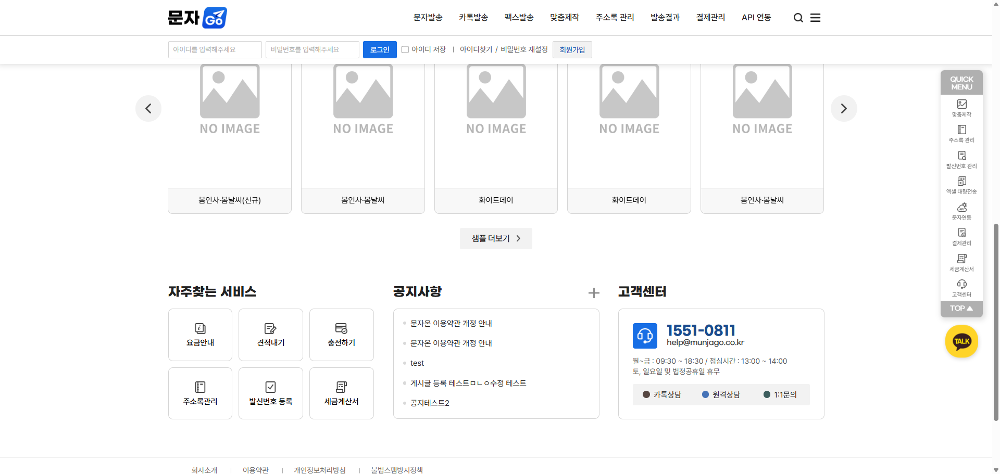 문자GO
문자발송 카톡발송 팩스발송 맞춤제작 주소록 관리 발송결과 결제관리 API 연동
아이디를 입력해주세요 비밀번호를 입력해주세요 로그인 아이디 저장 | 아이디찾기 / 비밀번호 재설정 회원가입
NO IMAGE NO IMAGE NO IMAGE NO IMAGE NO IMAGE
봄인사·봄날씨(신규) 봄인사·봄날씨 화이트데이 화이트데이 봄인사·봄날씨
샘플 더보기
자주찾는 서비스
요금안내 견적내기 충전하기
주소록관리 발신번호 등록 세금계산서
공지사항
문자온 이용약관 개정 안내
문자온 이용약관 개정 안내
test
게시글 등록 테스트ㅁㄴㅇ수정 테스트
공지테스트2
고객센터
1551-0811
help@munjago.co.kr
월~금 : 09:30 ~ 18:30 / 점심시간 : 13:00 ~ 14:00
토, 일요일 및 법정공휴일 휴무
카톡상담 원격상담 1:1문의
QUICK
MENU
맞춤제작
주소록 관리
발신번호 관리
엑셀 대량전송
API
문자연동
결제관리
세금계산서
고객센터
TOP
TALK
회사소개 | 이용약관 | 개인정보처리방침 | 불법스팸방지정책